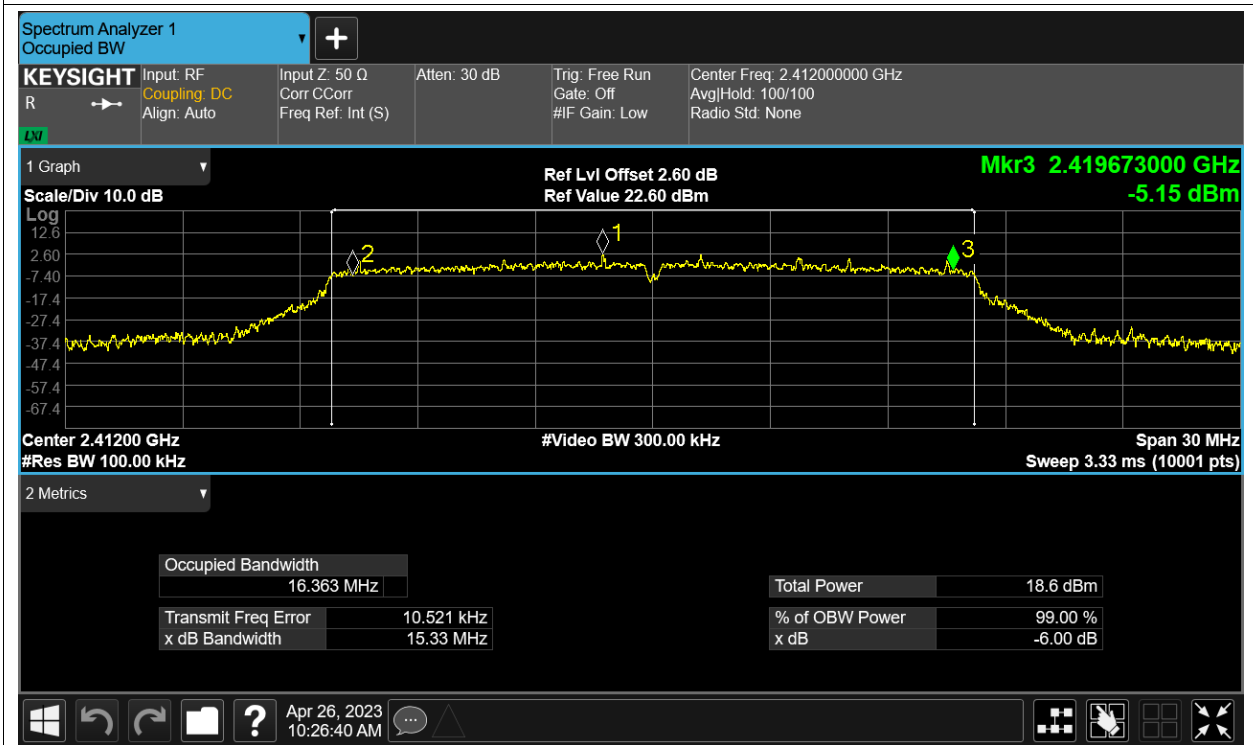 Spectrum Analyzer 1
Occupied BW
KEYSIGHT
R
LXI
Input: RF
Coupling: DC
Align: Auto
Input Z: 50 Ω
Corr CCorr
Freq Ref: Int (S)
Atten: 30 dB
Trig: Free Run
Gate: Off
#IF Gain: Low
Center Freq: 2.412000000 GHz
Avg|Hold: 100/100
Radio Std: None
1 Graph
Scale/Div 10.0 dB
Ref Lvl Offset 2.60 dB
Ref Value 22.60 dBm
Mkr3 2.419673000 GHz
-5.15 dBm
Log
12.6
2.60
-7.40
-17.4
-27.4
-37.4
-47.4
-57.4
-67.4
1
2
3
Center 2.41200 GHz
#Res BW 100.00 kHz
#Video BW 300.00 kHz
Span 30 MHz
Sweep 3.33 ms (10001 pts)
2 Metrics
Occupied Bandwidth
16.363 MHz
Transmit Freq Error 10.521 kHz
x dB Bandwidth 15.33 MHz
Total Power 18.6 dBm
% of OBW Power 99.00 %
x dB -6.00 dB
?
Apr 26, 2023
10:26:40 AM